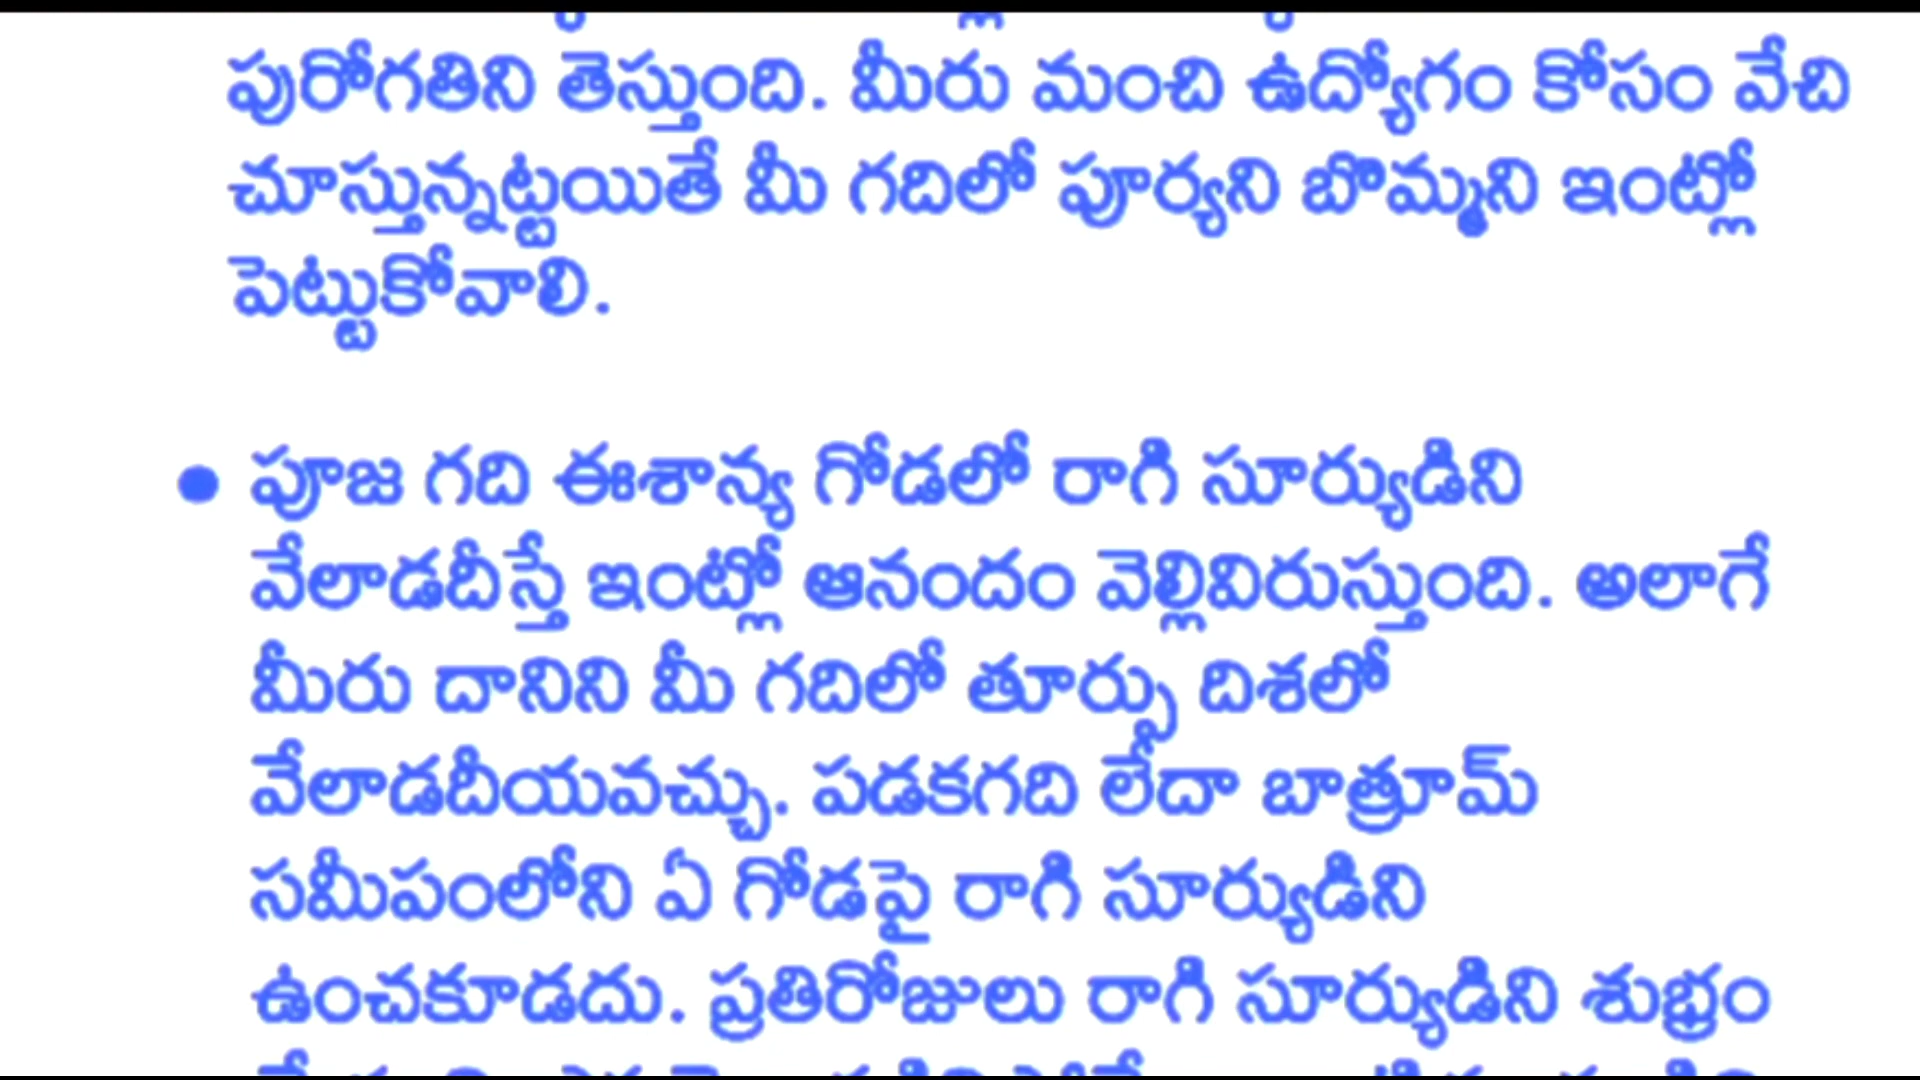 పురోగతిని తెస్తుంది. మీరు మంచి ఉద్యోగం కోసం వేచి
చూస్తున్నట్టయితే మీ గదిలో పూర్యని బొమ్మని ఇంట్లో
పెట్టుకోవాలి.
● పూజ గది ఈశాన్య గోడలో రాగి సూర్యుడిని
వేలాడదీస్తే ఇంట్లో ఆనందం వెల్లివిరుస్తుంది. అలాగే
మీరు దానిని మీ గదిలో తూర్పు దిశలో
వేలాడదీయవచ్చు. పడకగది లేదా బాత్రూమ్
సమీపంలోని ఏ గోడపై రాగి సూర్యుడిని
ఉంచకూడదు. ప్రతిరోజులు రాగి సూర్యుడిని శుభ్రం